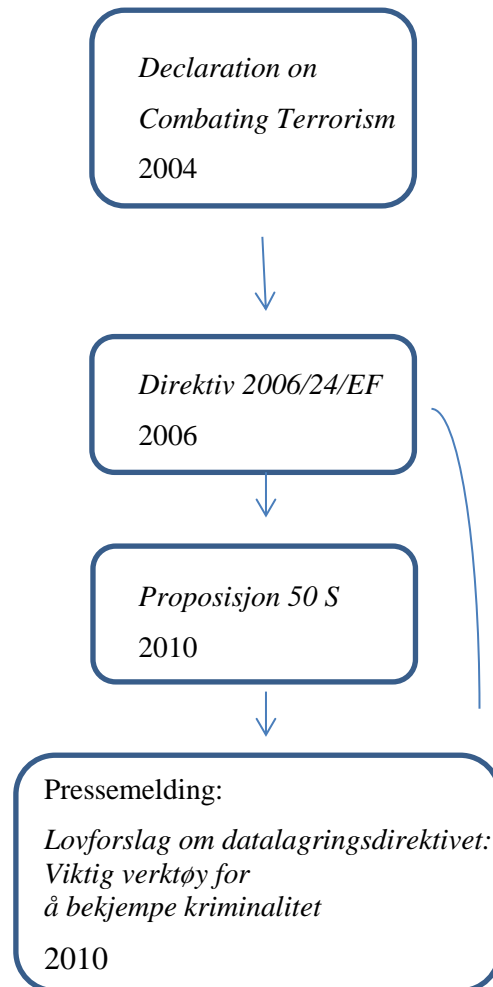 Declaration on
Combating Terrorism
2004
Direktiv 2006/24/EF
2006
Proposisjon 50 S
2010
Pressemelding:
Lovforslag om datalagringsdirektivet:
Viktig verktøy for
å bekjempe kriminalitet
2010